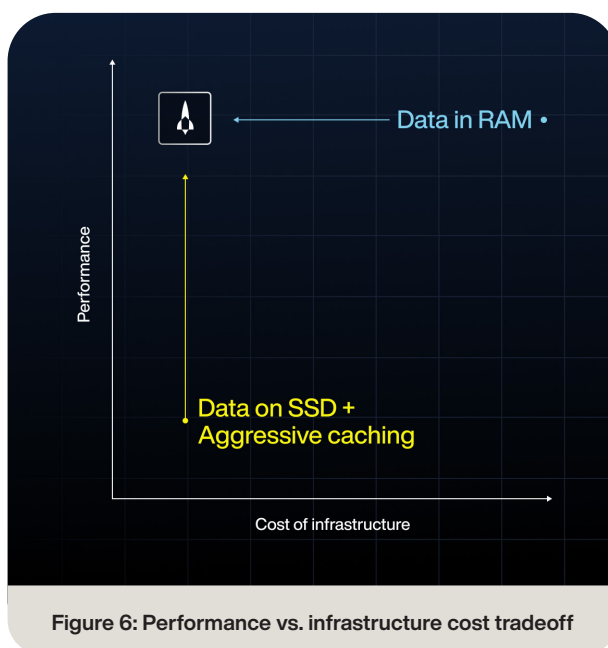 Data in RAM
Performance
Data on SSD +
Aggressive caching
Cost of infrastructure
Figure 6: Performance vs. infrastructure cost tradeoff